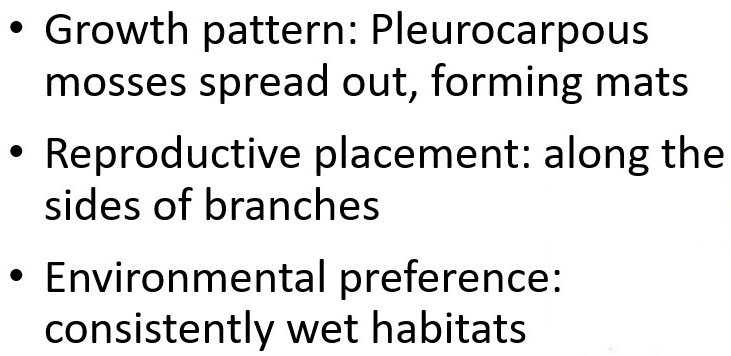 • Growth pattern: Pleurocarpous
mosses spread out, forming mats
• Reproductive placement: along the
sides of branches
• Environmental preference:
consistently wet habitats